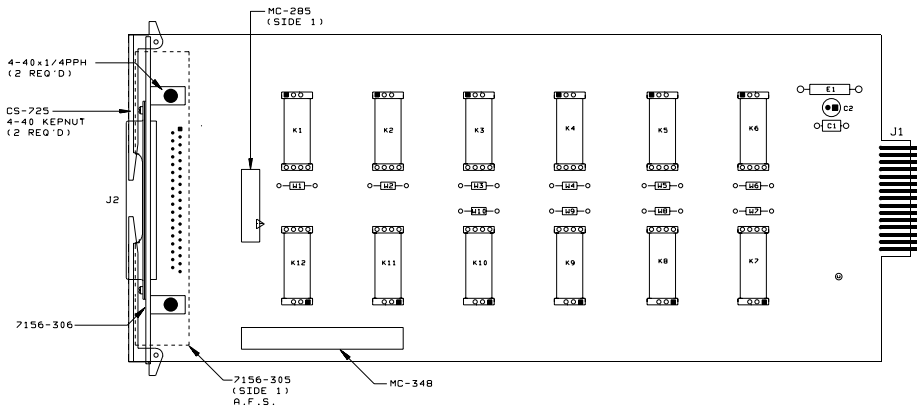 MC-285
(SIDE 1)
4-40x1/4PPH
(2 REQ'D)
CS-725
4-40 KEPNUT
(2 REQ'D)
E1
C2
C1
J1
K1
K2
K3
K4
K5
K6
W1
W2
W3
W4
W5
W6
J2
W10
W9
W8
W7
K12
K11
K10
K9
K8
K7
7156-306
7156-305
(SIDE 1)
A.F.S.
MC-348